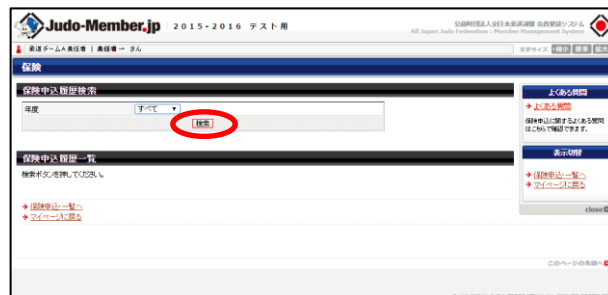 Judo-Member.jp 2015-2016 テスト用
公益財団法人全日本柔道連盟 会員登録システム
All Japan Judo Federation : Member Management System
柔道チームA責任者 | 責任者一 さん
文字サイズ 縮小 標準 拡大
保険
保険申込履歴検索
年度 すべて
検索
保険申込履歴一覧
検索ボタンを押してください。
保険申込一覧へ
マイページに戻る
よくある質問
よくある質問
保険申込に関するよくある質問
はこちらで確認できます。
表示切替
保険申込一覧へ
マイページに戻る
close
このページの先頭へ